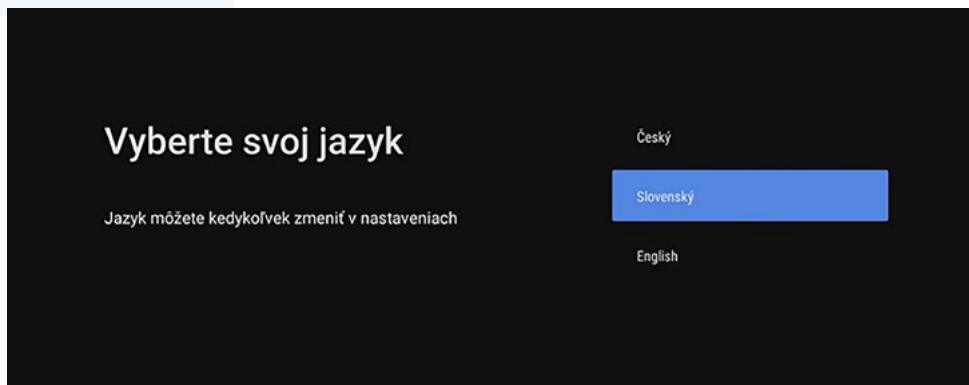 Vyberte svoj jazyk
Jazyk môžete kedykoľvek zmeniť v nastaveniach
Český
Slovenský
English